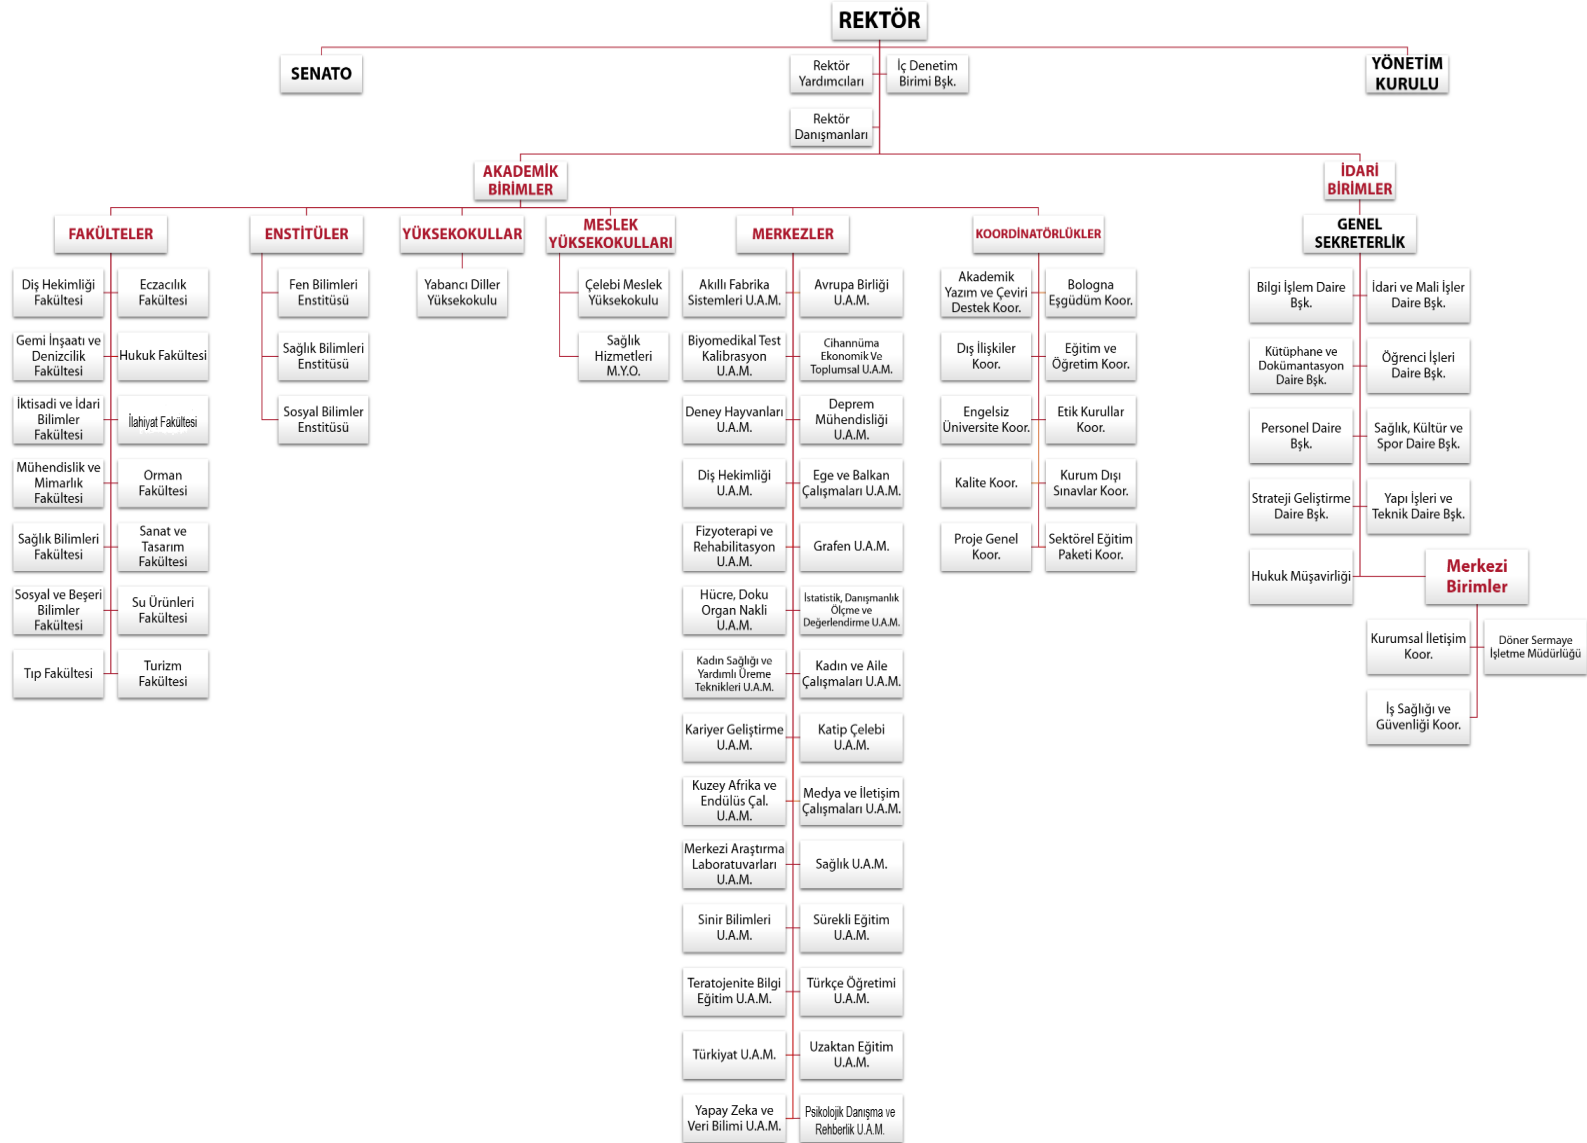 REKTÖR
SENATO
Rektör
Yardımcıları
İç Denetim
Birimi Bşk.
YÖNETİM
KURULU
Rektör
Danışmanları
AKADEMİK
BİRİMLER
İDARİ
BİRİMLER
FAKÜLTELER
ENSTİTÜLER
YÜKSEKOKULLAR
MESLEK
YÜKSEKOKULLARI
MERKEZLER
KOORDİNATÖRLÜKLER
GENEL
SEKRETERLİK
Diş Hekimliği
Fakültesi
Eczacılık
Fakültesi
Gemi İnşaatı ve
Denizcilik
Fakültesi
Hukuk Fakültesi
İktisadi ve İdari
Bilimler
Fakültesi
İlahiyat Fakültesi
Mühendislik ve
Mimarlık
Fakültesi
Orman
Fakültesi
Sağlık Bilimleri
Fakültesi
Sanat ve
Tasarım
Fakültesi
Sosyal ve Beşeri
Bilimler
Fakültesi
Su Ürünleri
Fakültesi
Tıp Fakültesi
Turizm
Fakültesi
Fen Bilimleri
Enstitüsü
Sağlık Bilimleri
Enstitüsü
Sosyal Bilimler
Enstitüsü
Yabancı Diller
Yüksekokulu
Çelebi Meslek
Yüksekokulu
Sağlık
Hizmetleri
M.Y.O.
Akıllı Fabrika
Sistemleri U.A.M.
Avrupa Birliği
U.A.M.
Biyomedikal Test
Kalibrasyon
U.A.M.
Cihannüma
Ekonomik Ve
Toplumsal U.A.M.
Deney Hayvanları
U.A.M.
Deprem
Mühendisliği
U.A.M.
Diş Hekimliği
U.A.M.
Ege ve Balkan
Çalışmaları U.A.M.
Fizyoterapi ve
Rehabilitasyon
U.A.M.
Grafen U.A.M.
Hücre, Doku
Organ Nakli
U.A.M.
İstatistik, Danışmanlık
Ölçme ve
Değerlendirme U.A.M.
Kadın Sağlığı ve
Yardımlı Üreme
Teknikleri U.A.M.
Kadın ve Aile
Çalışmaları U.A.M.
Kariyer Geliştirme
U.A.M.
Katip Çelebi
U.A.M.
Kuzey Afrika ve
Endülüs Çal.
U.A.M.
Medya ve İletişim
Çalışmaları U.A.M.
Merkezi Araştırma
Laboratuvarları
U.A.M.
Sağlık U.A.M.
Sinir Bilimleri
U.A.M.
Sürekli Eğitim
U.A.M.
Teratojenite Bilgi
Eğitim U.A.M.
Türkçe Öğretimi
U.A.M.
Türkiyat U.A.M.
Uzaktan Eğitim
U.A.M.
Yapay Zeka ve
Veri Bilimi U.A.M.
Psikolojik Danışma ve
Rehberlik U.A.M.
Akademik
Yazım ve Çeviri
Destek Koor.
Bologna
Eşgüdüm Koor.
Dış İlişkiler
Koor.
Eğitim ve
Öğretim Koor.
Engelsiz
Üniversite Koor.
Etik Kurullar
Koor.
Kalite Koor.
Kurum Dışı
Sınavlar Koor.
Proje Genel
Koor.
Sektörel Eğitim
Paketi Koor.
Bilgi İşlem Daire
Bşk.
İdari ve Mali İşler
Daire Bşk.
Kütüphane ve
Dokümantasyon
Daire Bşk.
Öğrenci İşleri
Daire Bşk.
Personel Daire
Bşk.
Sağlık, Kültür ve
Spor Daire Bşk.
Strateji Geliştirme
Daire Bşk.
Yapı İşleri ve
Teknik Daire Bşk.
Hukuk Müşavirliği
Merkezi
Birimler
Kurumsal İletişim
Koor.
Döner Sermaye
İşletme Müdürlüğü
İş Sağlığı ve
Güvenliği Koor.